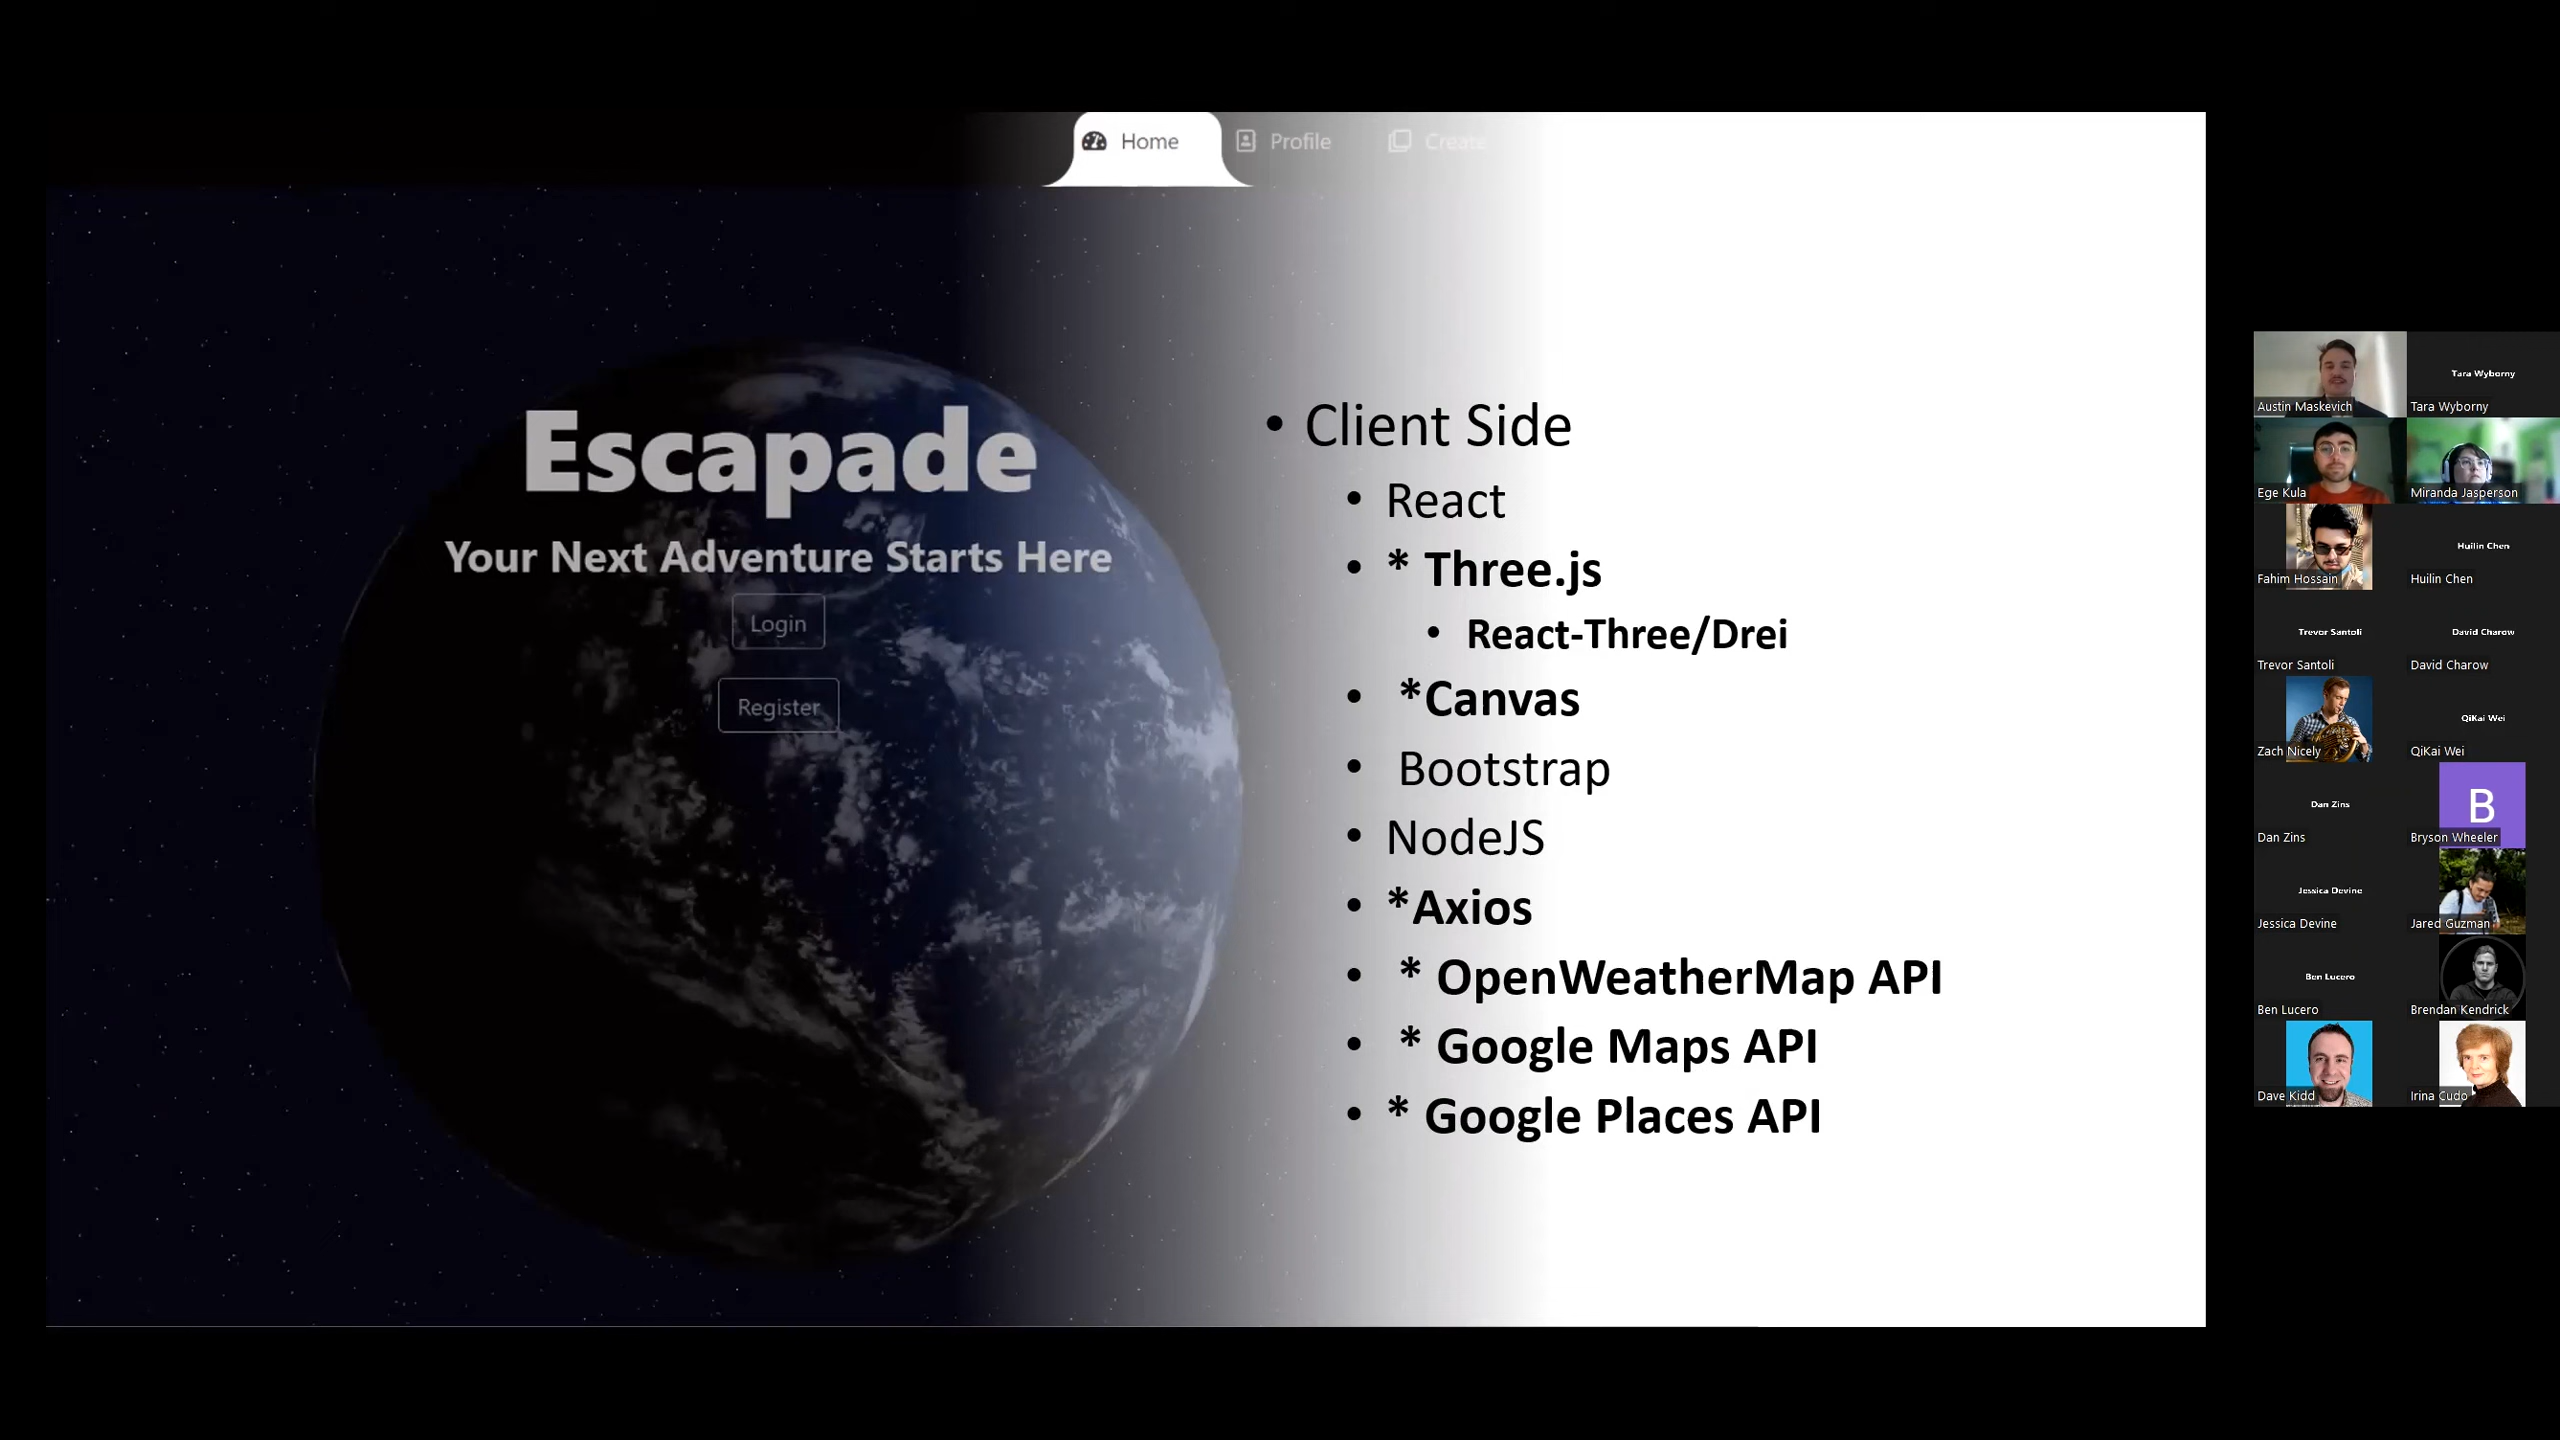 Home Profile Create
Escapade
Your Next Adventure Starts Here
Login
Register
• Client Side
• React
• * Three.js
• React-Three/Drei
• *Canvas
• Bootstrap
• NodeJS
• *Axios
• * OpenWeatherMap API
• * Google Maps API
• * Google Places API
Austin Maskevich
Tara Wyborny
Tara Wyborny
Ege Kula
Miranda Jasperson
Fahim Hossain
Huilin Chen
Huilin Chen
Trevor Santoli
Trevor Santoli
David Charow
David Charow
Zach Nicely
QiKai Wei
QiKai Wei
Dan Zins
Dan Zins
B
Bryson Wheeler
Jessica Devine
Jessica Devine
Jared Guzman
Ben Lucero
Ben Lucero
Brendan Kendrick
Dave Kidd
Irina Cudo